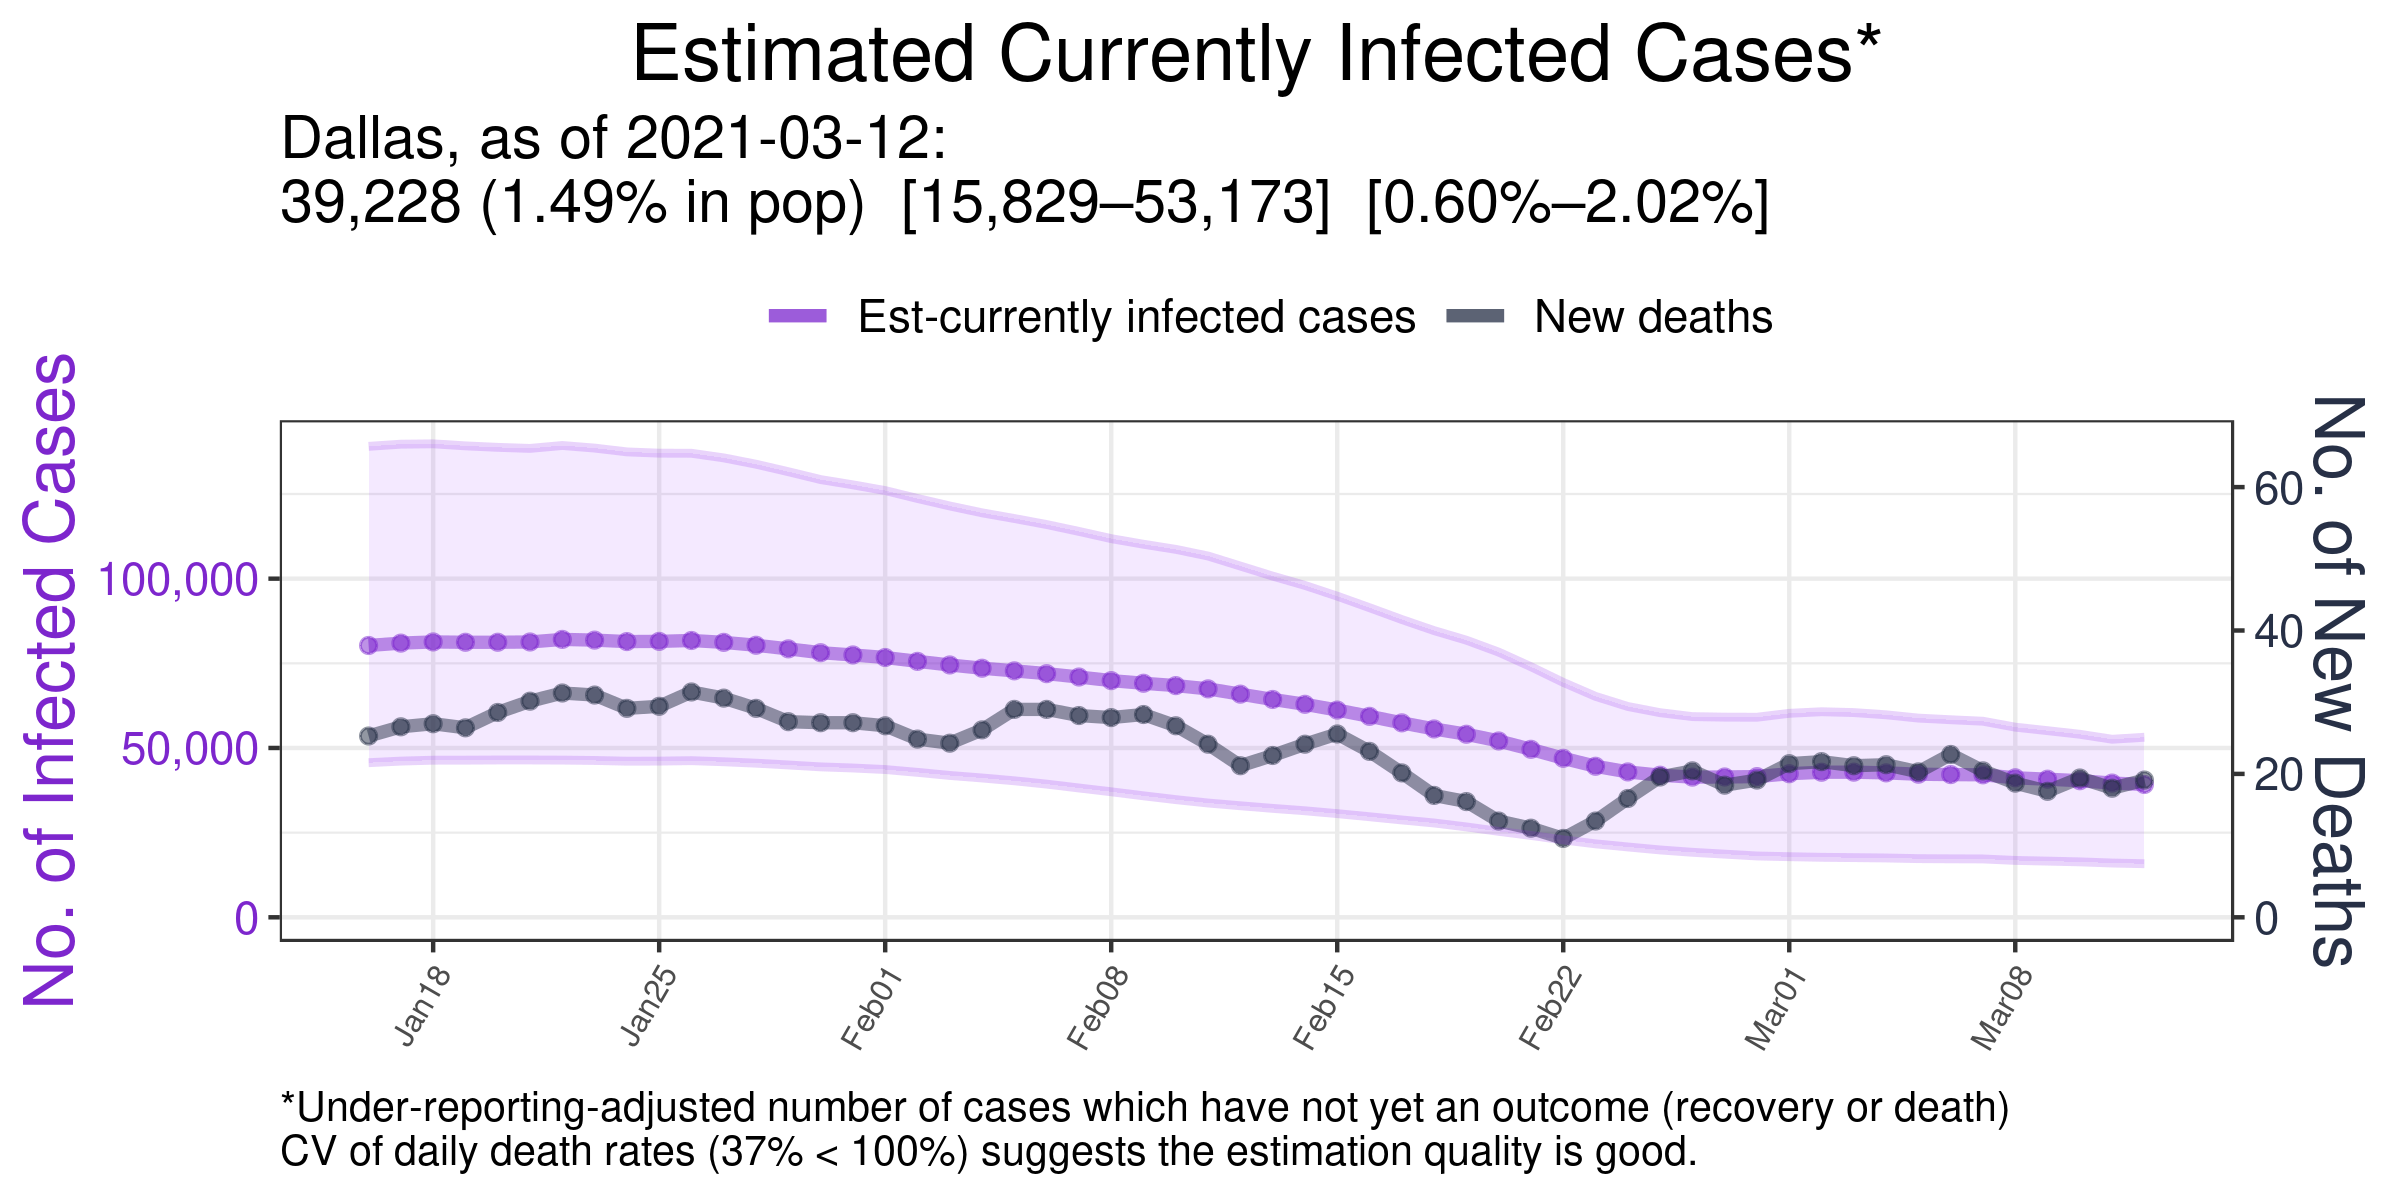 Estimated Currently Infected Cases*
Dallas, as of 2021-03-12:
39,228 (1.49% in pop)  [15,829–53,173]  [0.60%–2.02%]
Est-currently infected cases
New deaths
No. of Infected Cases
100,000
50,000
0
60
40
20
0
No. of New Deaths
Jan18
Jan25
Feb01
Feb08
Feb15
Feb22
Mar01
Mar08
*Under-reporting-adjusted number of cases which have not yet an outcome (recovery or death)
CV of daily death rates (37% < 100%) suggests the estimation quality is good.